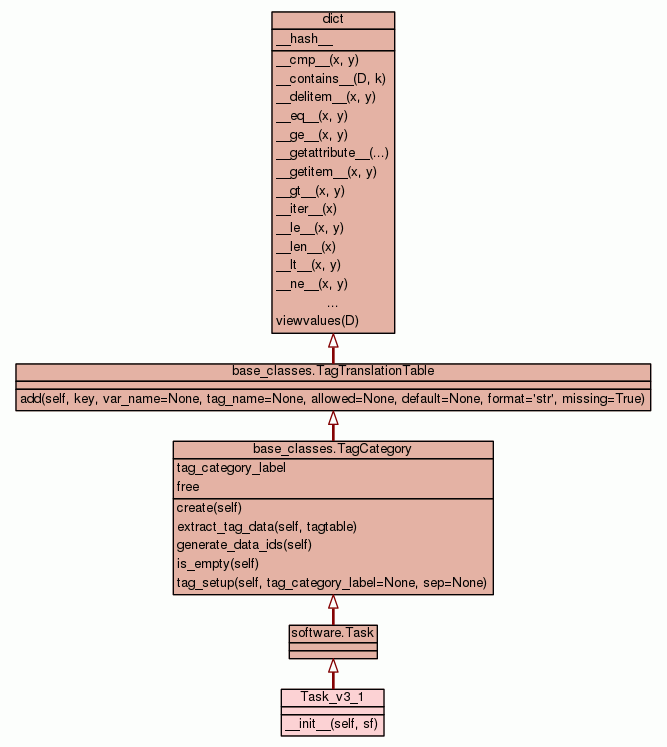 dict
__hash__
__cmp__(x, y)
__contains__(D, k)
__delitem__(x, y)
__eq__(x, y)
__ge__(x, y)
__getattribute__(...)
__getitem__(x, y)
__gt__(x, y)
__iter__(x)
__le__(x, y)
__len__(x)
__lt__(x, y)
__ne__(x, y)
...
viewvalues(D)
base_classes.TagTranslationTable
add(self, key, var_name=None, tag_name=None, allowed=None, default=None, format='str', missing=True)
base_classes.TagCategory
tag_category_label
free
create(self)
extract_tag_data(self, tagtable)
generate_data_ids(self)
is_empty(self)
tag_setup(self, tag_category_label=None, sep=None)
software.Task
Task_v3_1
__init__(self, sf)